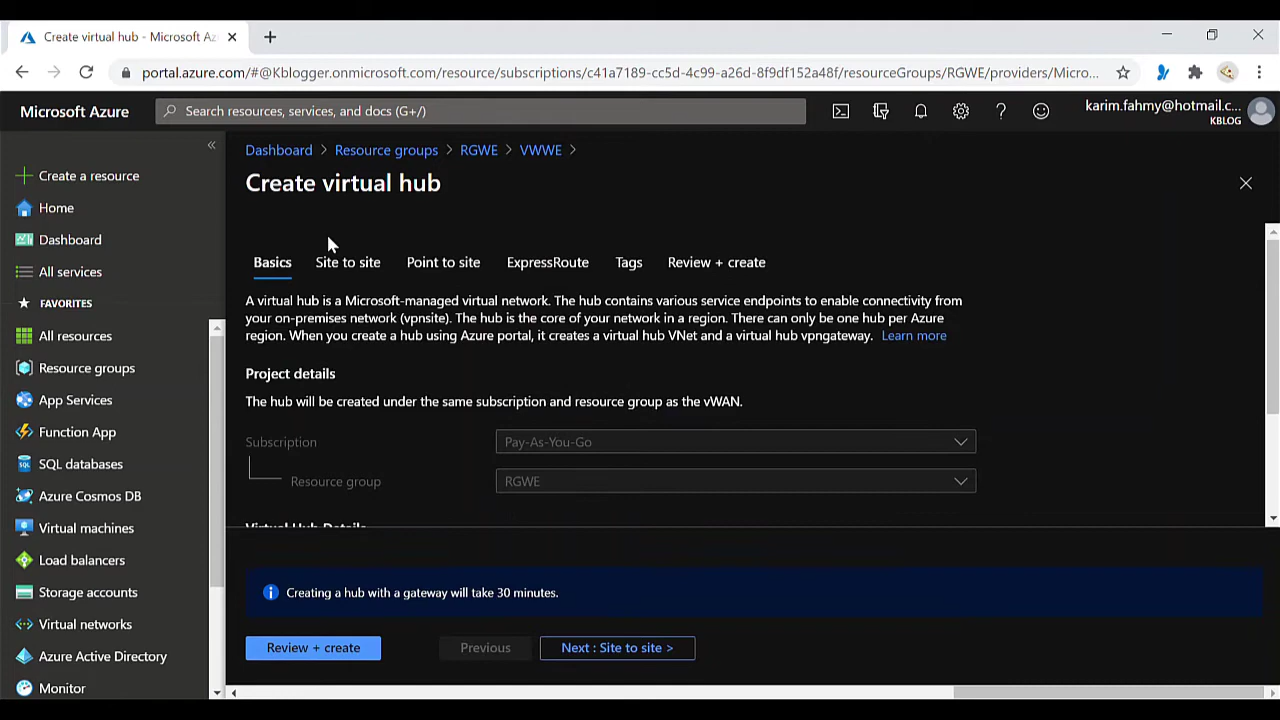 Create virtual hub - Microsoft Az
portal.azure.com/#@Kblogger.onmicrosoft.com/resource/subscriptions/c41a7189-cc5d-4c99-a26d-8f9df152a48f/resourceGroups/RGWE/providers/Micro...
Microsoft Azure
Search resources, services, and docs (G+/)
karim.fahmy@hotmail.c...
KBLOG
Create a resource
Home
Dashboard
All services
FAVORITES
All resources
Resource groups
App Services
Function App
SQL databases
Azure Cosmos DB
Virtual machines
Load balancers
Storage accounts
Virtual networks
Azure Active Directory
Monitor
Dashboard > Resource groups > RGWE > VWWE >
Create virtual hub
Basics Site to site Point to site ExpressRoute Tags Review + create
A virtual hub is a Microsoft-managed virtual network. The hub contains various service endpoints to enable connectivity from
your on-premises network (vpnsite). The hub is the core of your network in a region. There can only be one hub per Azure
region. When you create a hub using Azure portal, it creates a virtual hub VNet and a virtual hub vpngateway. Learn more
Project details
The hub will be created under the same subscription and resource group as the vWAN.
Subscription Pay-As-You-Go
Resource group RGWE
Virtual Hub Details
Creating a hub with a gateway will take 30 minutes.
Review + create Previous Next : Site to site >